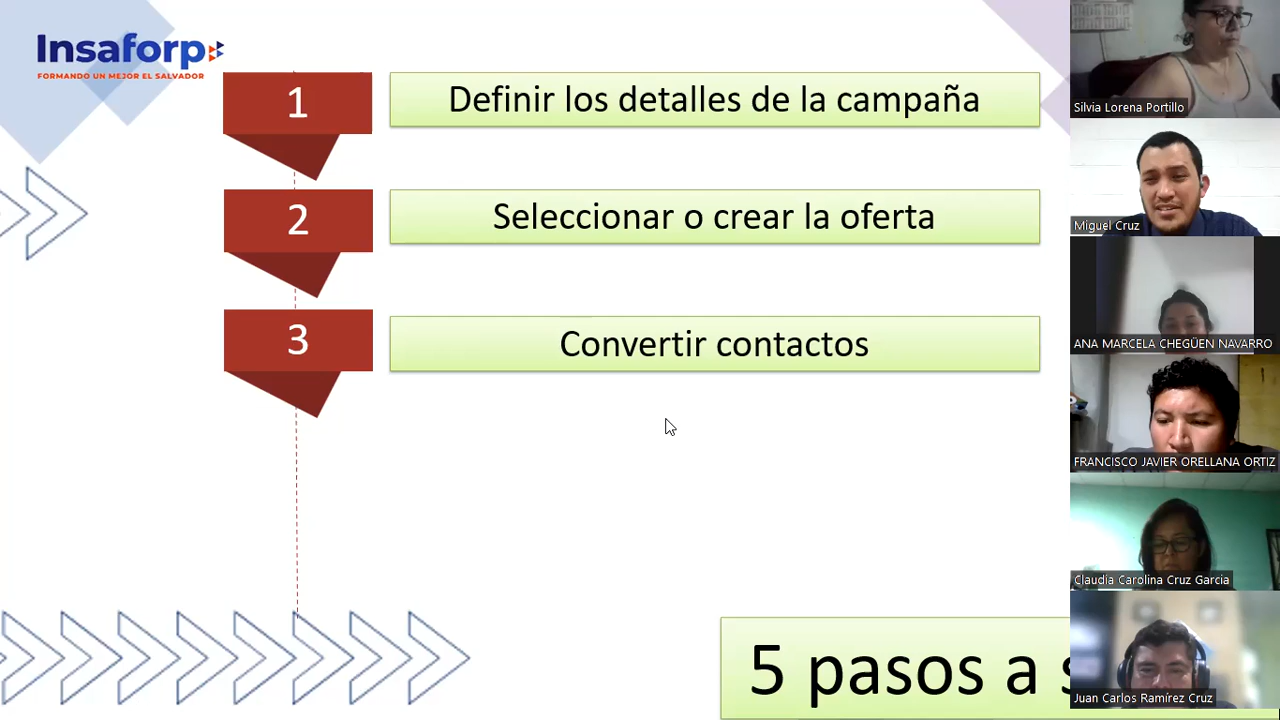 Insaforp
FORMANDO UN MEJOR EL SALVADOR
1
Definir los detalles de la campaña
2
Seleccionar o crear la oferta
3
Convertir contactos
5 pasos a
Silvia Lorena Portillo
Miguel Cruz
ANA MARCELA CHEGÜEN NAVARRO
FRANCISCO JAVIER ORELLANA ORTIZ
Claudia Carolina Cruz Garcia
Juan Carlos Ramírez Cruz